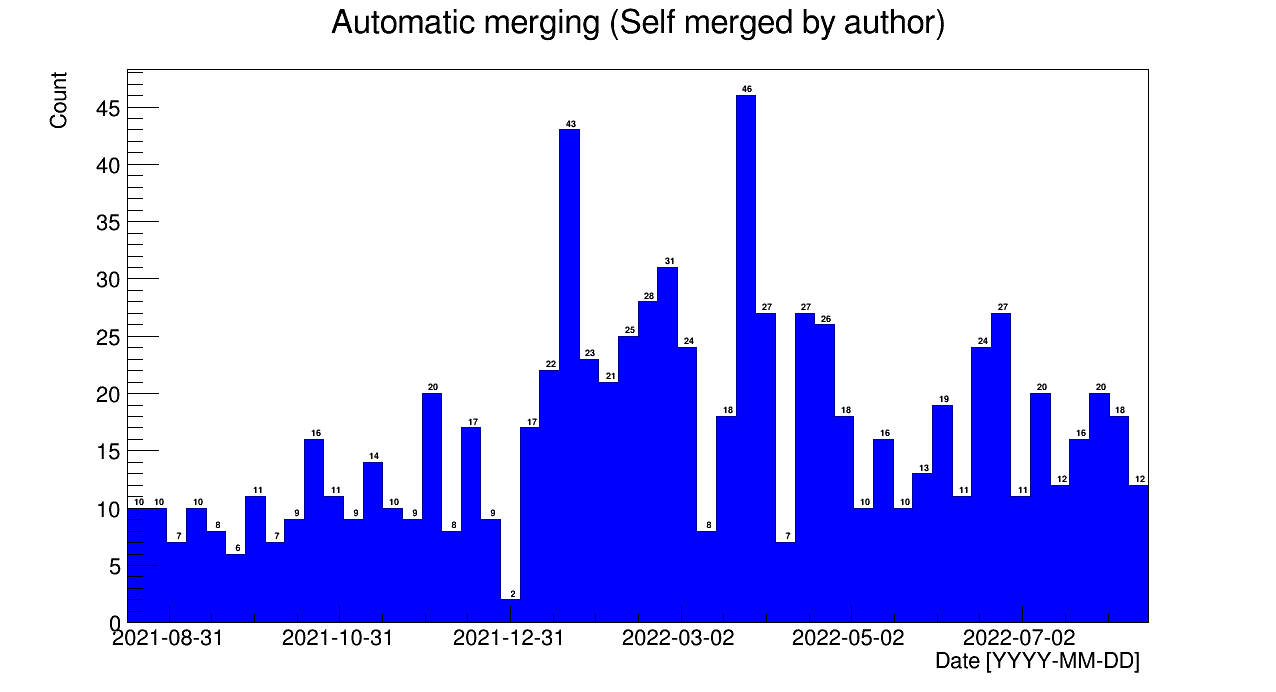 Automatic merging (Self merged by author)
Count
45
40
35
30
25
20
15
10
5
0
10 10 7 10 8 6 11 7 9 16 11 9 14 10 9 20 8 17 9 2 17 22 43 23 21 25 28 31 24 8 18 46 27 7 27 26 18 10 16 10 13 19 11 24 27 11 20 12 16 20 18 12
2021-08-31 2021-10-31 2021-12-31 2022-03-02 2022-05-02 2022-07-02
Date [YYYY-MM-DD]